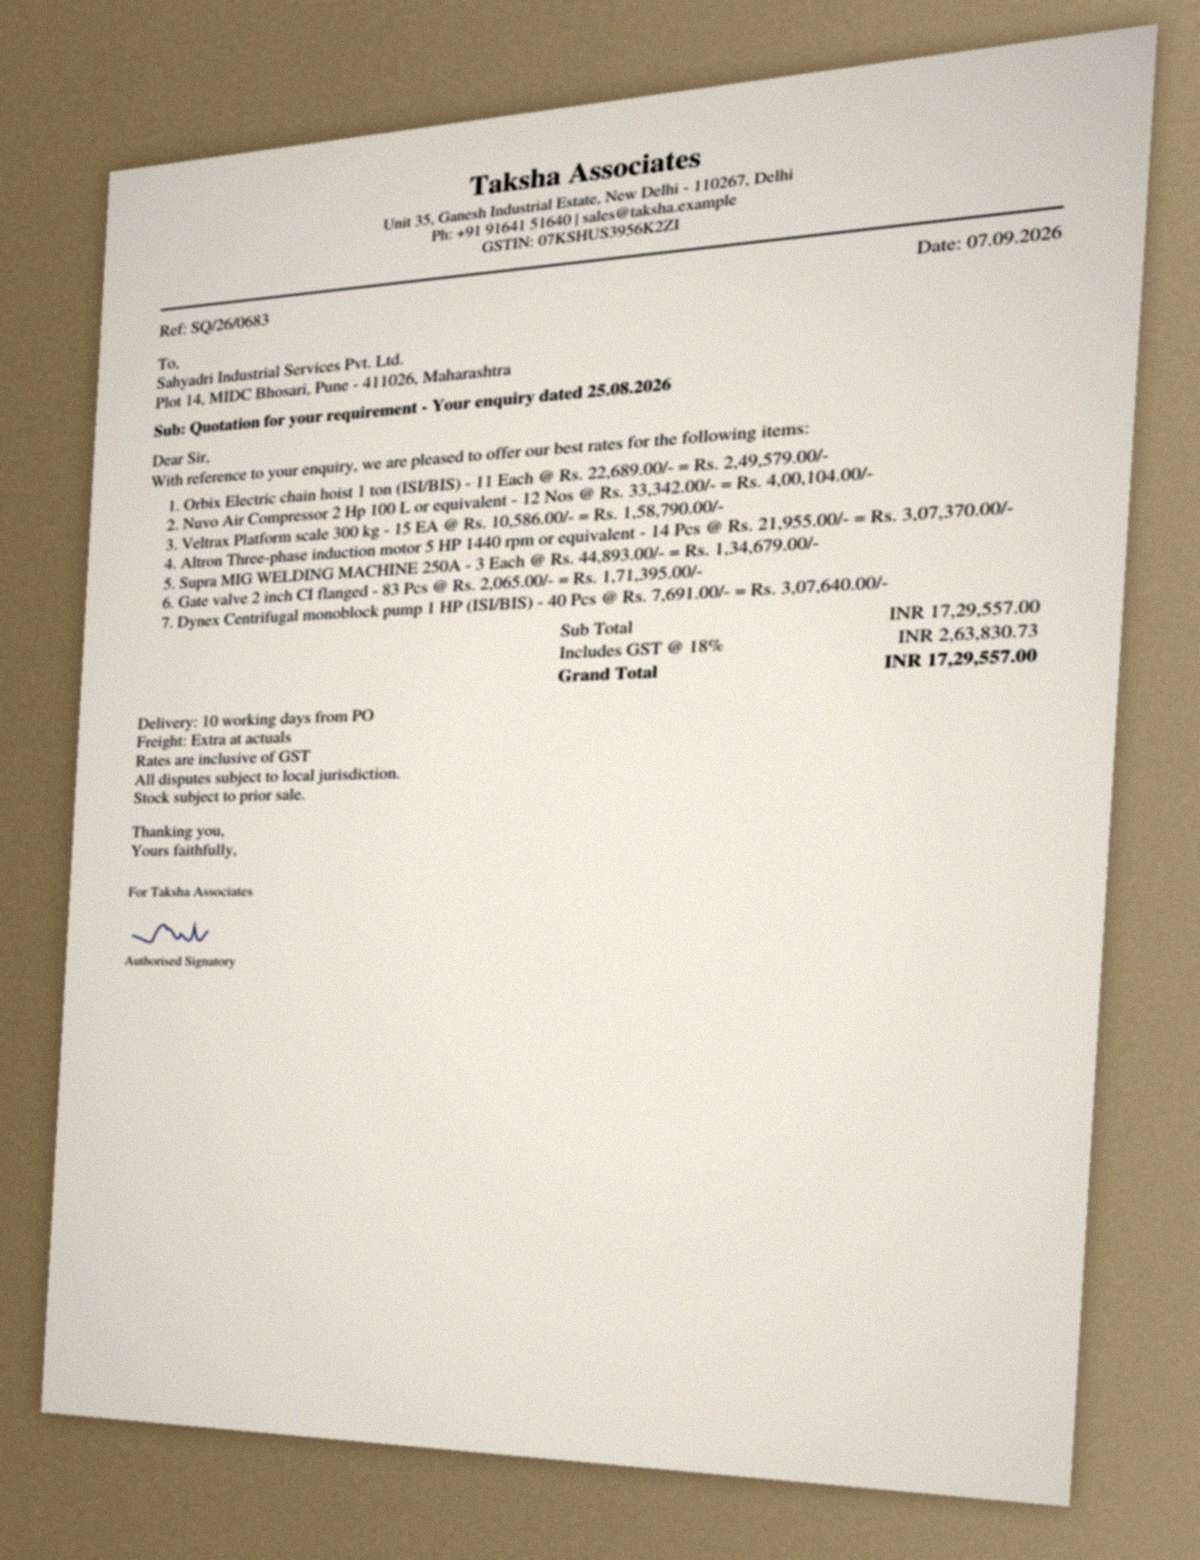 Taksha Associates
Unit 35, Ganesh Industrial Estate, New Delhi - 110267, Delhi
Ph: +91 91641 51640 | sales@taksha.example
GSTIN: 07KSHUS3956K2ZI
Date: 07.09.2026
Ref: SQ/26/0683
To,
Sahyadri Industrial Services Pvt. Ltd.
Plot 14, MIDC Bhosari, Pune - 411026, Maharashtra
Sub: Quotation for your requirement - Your enquiry dated 25.08.2026
Dear Sir,
With reference to your enquiry, we are pleased to offer our best rates for the following items:
1. Orbix Electric chain hoist 1 ton (ISI/BIS) - 11 Each @ Rs. 22,689.00/- = Rs. 2,49,579.00/-
2. Nuvo Air Compressor 2 Hp 100 L or equivalent - 12 Nos @ Rs. 33,342.00/- = Rs. 4,00,104.00/-
3. Veltrax Platform scale 300 kg - 15 EA @ Rs. 10,586.00/- = Rs. 1,58,790.00/-
4. Altron Three-phase induction motor 5 HP 1440 rpm or equivalent - 14 Pcs @ Rs. 21,955.00/- = Rs. 3,07,370.00/-
5. Supra MIG WELDING MACHINE 250A - 3 Each @ Rs. 44,893.00/- = Rs. 1,34,679.00/-
6. Gate valve 2 inch CI flanged - 83 Pcs @ Rs. 2,065.00/- = Rs. 1,71,395.00/-
7. Dynex Centrifugal monoblock pump 1 HP (ISI/BIS) - 40 Pcs @ Rs. 7,691.00/- = Rs. 3,07,640.00/-
Sub Total INR 17,29,557.00
Includes GST @ 18% INR 2,63,830.73
Grand Total INR 17,29,557.00
Delivery: 10 working days from PO
Freight: Extra at actuals
Rates are inclusive of GST
All disputes subject to local jurisdiction.
Stock subject to prior sale.
Thanking you,
Yours faithfully,
For Taksha Associates
Authorised Signatory